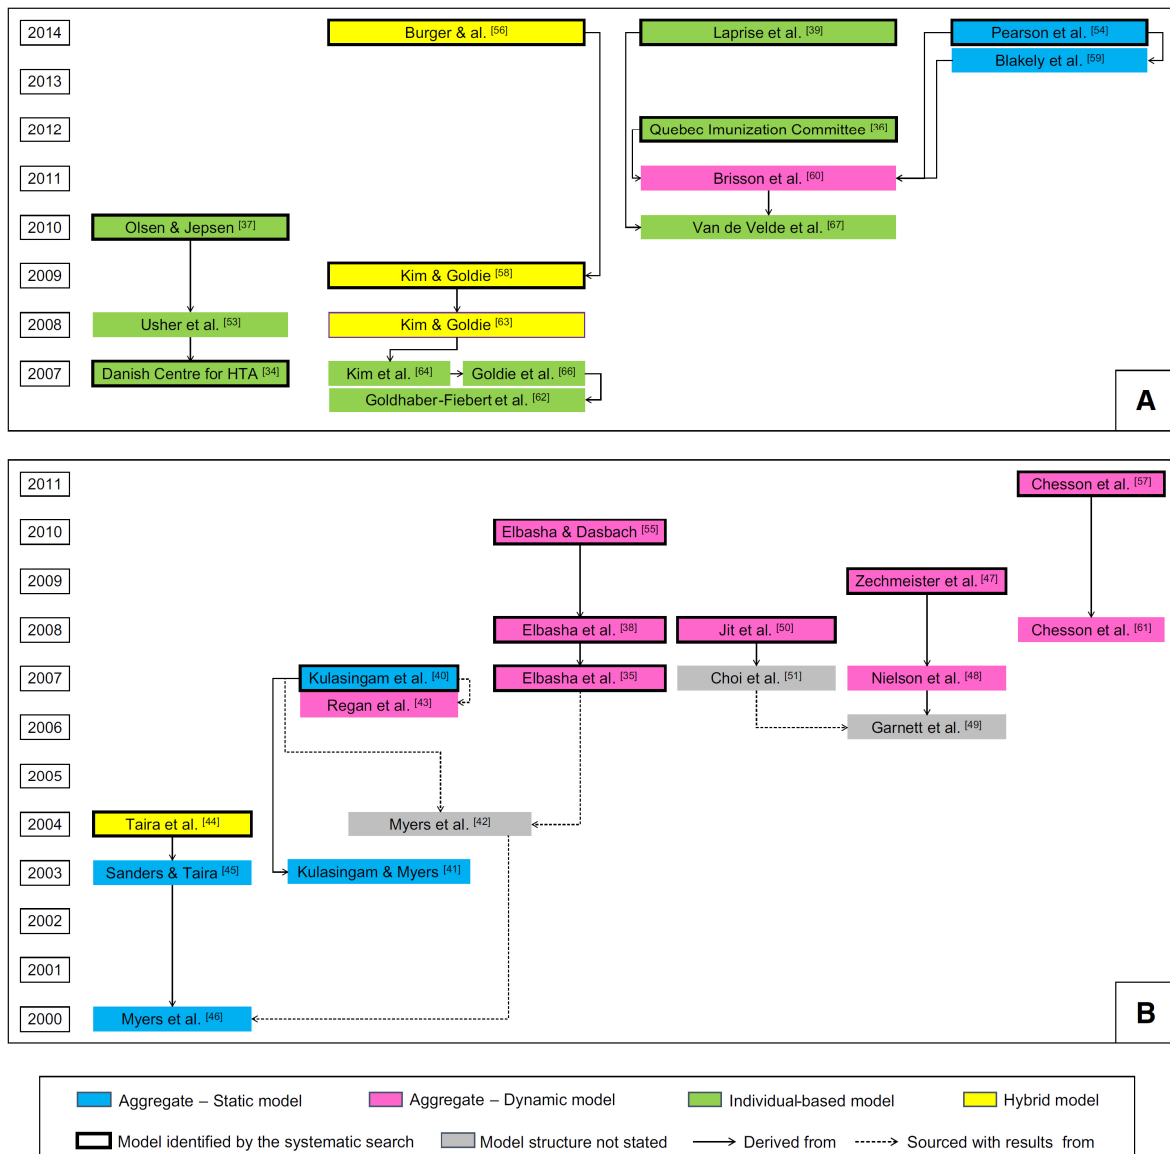 2014
Burger & al. [56]
Laprise et al. [39]
Pearson et al. [54]
Blakely et al. [59]
2013
2012
Quebec Imunization Committee [36]
2011
Brisson et al. [60]
2010
Olsen & Jepsen [37]
Van de Velde et al. [67]
2009
Kim & Goldie [58]
2008
Usher et al. [53]
Kim & Goldie [63]
2007
Danish Centre for HTA [34]
Kim et al. [64]
Goldie et al. [66]
Goldhaber-Fiebert et al. [62]
A
2011
Chesson et al. [57]
2010
Elbasha & Dasbach [55]
2009
Zechmeister et al. [47]
2008
Elbasha et al. [38]
Jit et al. [50]
Chesson et al. [61]
2007
Kulasingam et al. [40]
Elbasha et al. [35]
Choi et al. [51]
Nielson et al. [48]
Regan et al. [43]
2006
Garnett et al. [49]
2005
2004
Taira et al. [44]
Myers et al. [42]
2003
Sanders & Taira [45]
Kulasingam & Myers [41]
2002
2001
2000
Myers et al. [46]
B
Aggregate – Static model
Aggregate – Dynamic model
Individual-based model
Hybrid model
Model identified by the systematic search
Model structure not stated
Derived from
Sourced with results from